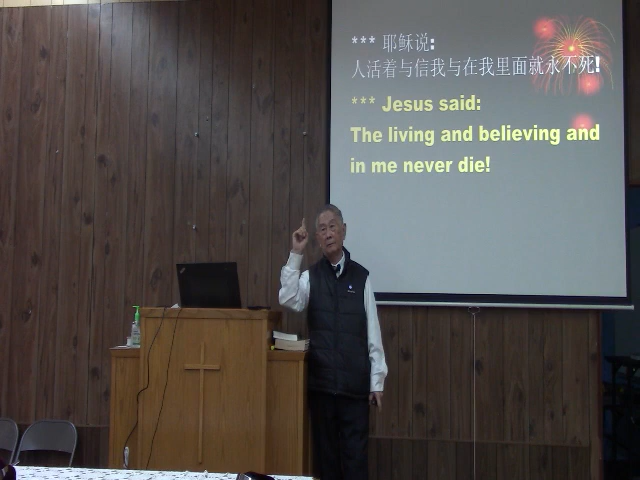 *** 耶稣说:
人活着与信我与在我里面就永不死!
*** Jesus said:
The living and believing and
in me never die!